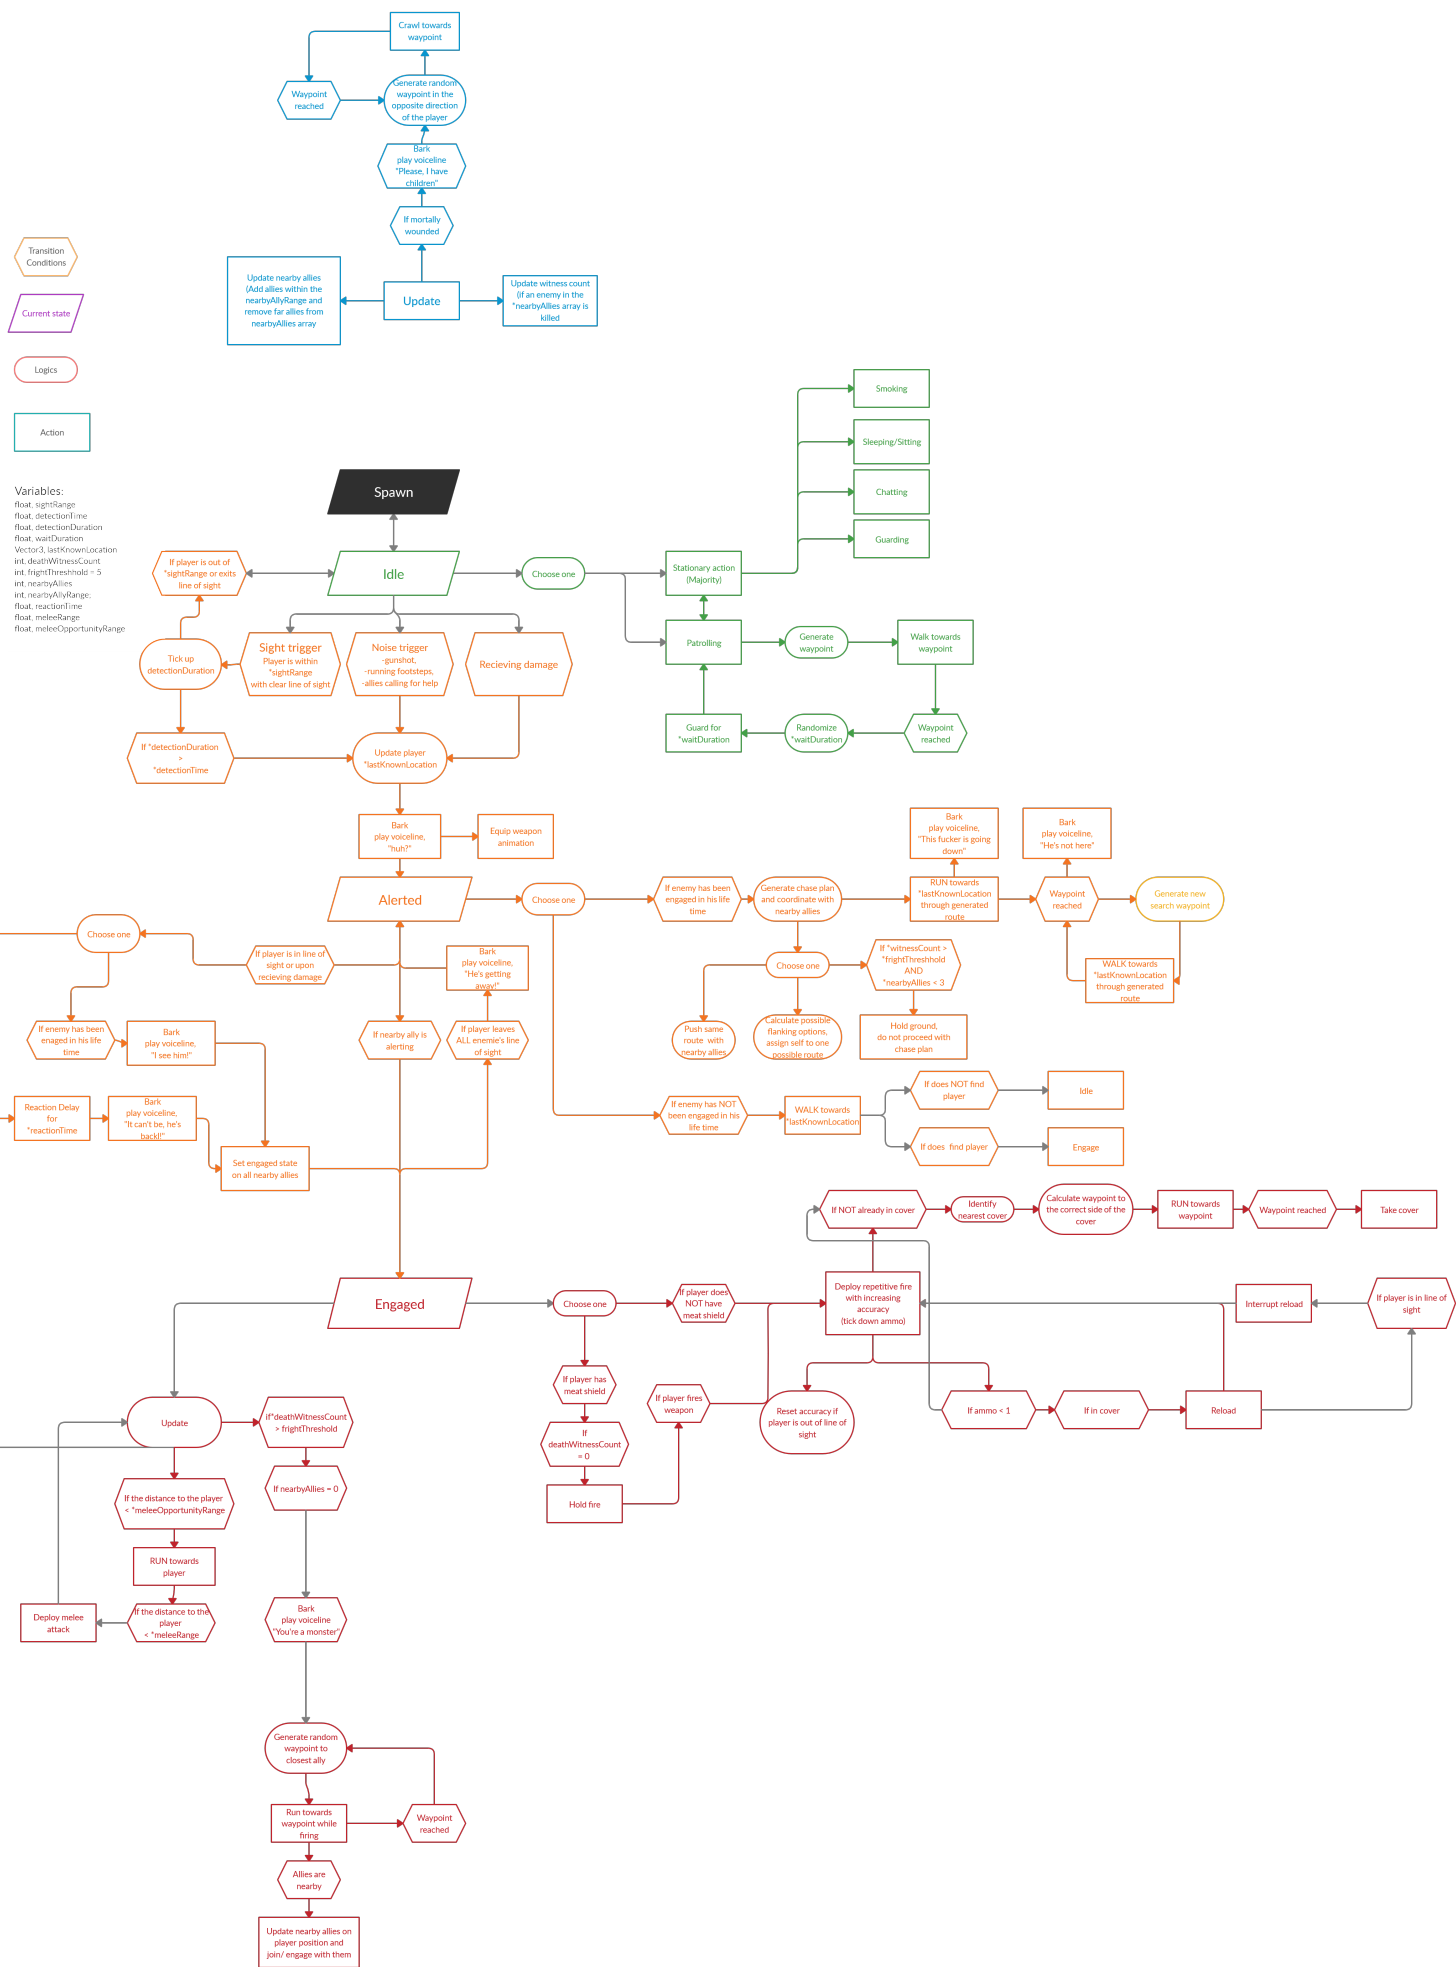 Crawl towards
waypoint
Waypoint
reached
Generate random
waypoint in the
opposite direction
of the player
Bark
play voiceline
"Please, I have
children"
If mortally
wounded
Update nearby allies
(Add allies within the
nearbyAllyRange and
remove far allies from
nearbyAllies array
Update
Update witness count
(if an enemy in the
*nearbyAllies array is
killed
Transition
Conditions
Current state
Logics
Action
Variables:
float, sightRange
float, detectionTime
float, detectionDuration
float, waitDuration
Vector3, lastKnownLocation
int, deathWitnessCount
int, frightThreshhold = 5
int, nearbyAllies
int, nearbyAllyRange,
float, reactionTime
float, meleeRange
float, meleeOpportunityRange
Spawn
Idle
If player is out of
*sightRange or exits
line of sight
Choose one
Stationary action
(Majority)
Smoking
Sleeping/Sitting
Chatting
Guarding
Patrolling
Generate
waypoint
Walk towards
waypoint
Waypoint
reached
Randomize
*waitDuration
Guard for
*waitDuration
Tick up
detectionDuration
Sight trigger
Player is within
*sightRange
with clear line of sight
Noise trigger
-gunshot,
-running footsteps,
-allies calling for help
Recieving damage
If *detectionDuration
>
*detectionTime
Update player
*lastKnownLocation
Bark
play voiceline,
"huh?"
Equip weapon
animation
Alerted
Choose one
If enemy has been
engaged in his life
time
Generate chase plan
and coordinate with
nearby allies
Bark
play voiceline,
"This fucker is going
down"
RUN towards
*lastKnownLocation
through generated
route
Bark
play voiceline,
"He's not here"
Waypoint
reached
Generate new
search waypoint
WALK towards
*lastKnownLocation
through generated
route
Choose one
If *witnessCount >
*frightThreshhold
AND
*nearbyAllies < 3
Push same
route with
nearby allies
Calculate possible
flanking options,
assign self to one
possible route
Hold ground,
do not proceed with
chase plan
Choose one
If player is in line of
sight or upon
recieving damage
Bark
play voiceline,
"He's getting
away!"
If enemy has been
enaged in his life
time
Bark
play voiceline,
"I see him!"
If nearby ally is
alerting
If player leaves
ALL enemie's line
of sight
Reaction Delay
for
*reactionTime
Bark
play voiceline,
"It can't be, he's
back!!"
Set engaged state
on all nearby allies
If enemy has NOT
been engaged in his
life time
WALK towards
*lastKnownLocation
If does NOT find
player
Idle
If does find player
Engage
If NOT already in cover
Identify
nearest cover
Calculate waypoint to
the correct side of the
cover
RUN towards
waypoint
Waypoint reached
Take cover
Engaged
Choose one
If player does
NOT have
meat shield
Deploy repetitive fire
with increasing
accuracy
(tick down ammo)
Interrupt reload
If player is in line of
sight
If player has
meat shield
If player fires
weapon
Reset accuracy if
player is out of line of
sight
If ammo < 1
If in cover
Reload
If
deathWitnessCount
= 0
Hold fire
Update
if*deathWitnessCount
> frightThreshold
If nearbyAllies = 0
If the distance to the player
< *meleeOpportunityRange
RUN towards
player
If the distance to the
player
< *meleeRange
Deploy melee
attack
Bark
play voiceline
"You're a monster"
Generate random
waypoint to
closest ally
Run towards
waypoint while
firing
Waypoint
reached
Allies are
nearby
Update nearby allies on
player position and
join/ engage with them